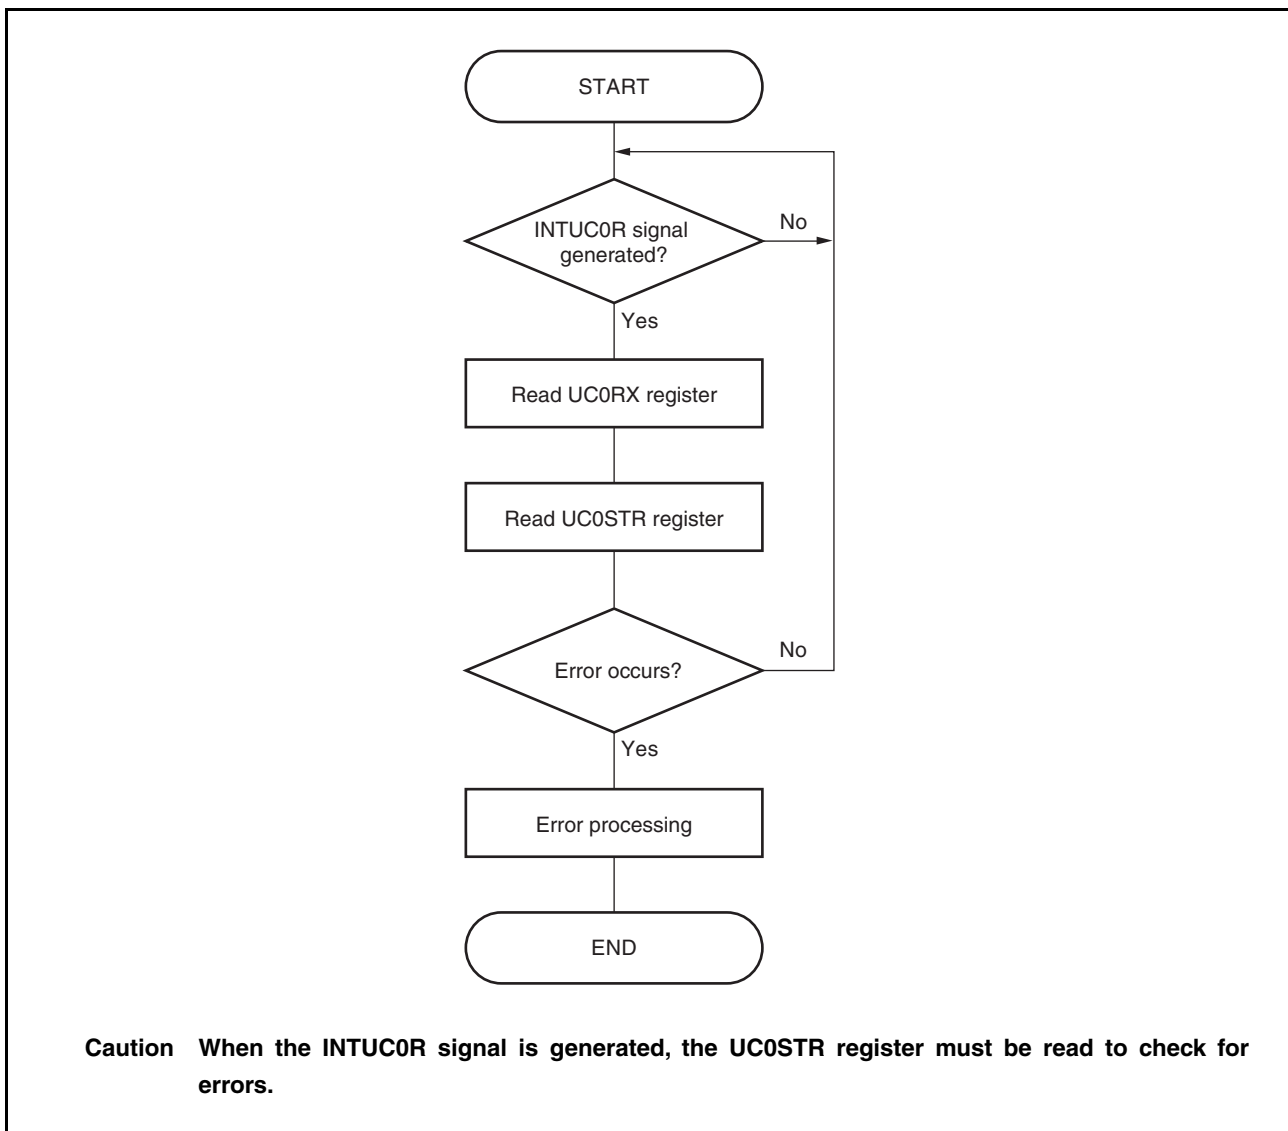 START
INTUC0R signal
generated?
No
Yes
Read UC0RX register
Read UC0STR register
Error occurs?
No
Yes
Error processing
END
Caution When the INTUC0R signal is generated, the UC0STR register must be read to check for
errors.